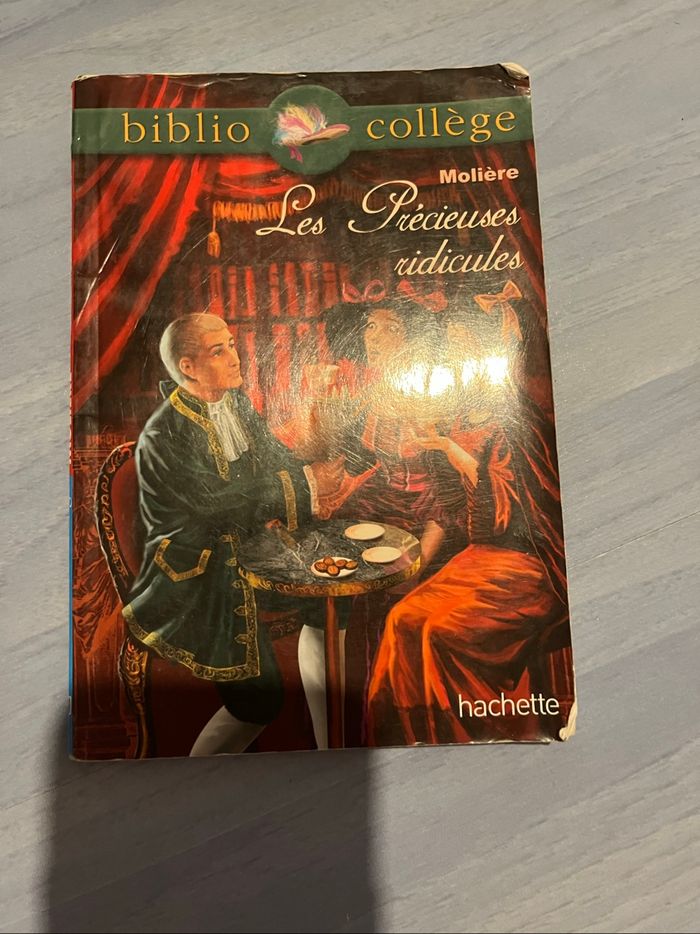 biblio collège
Molière
Les Précieuses
ridicules
hachette